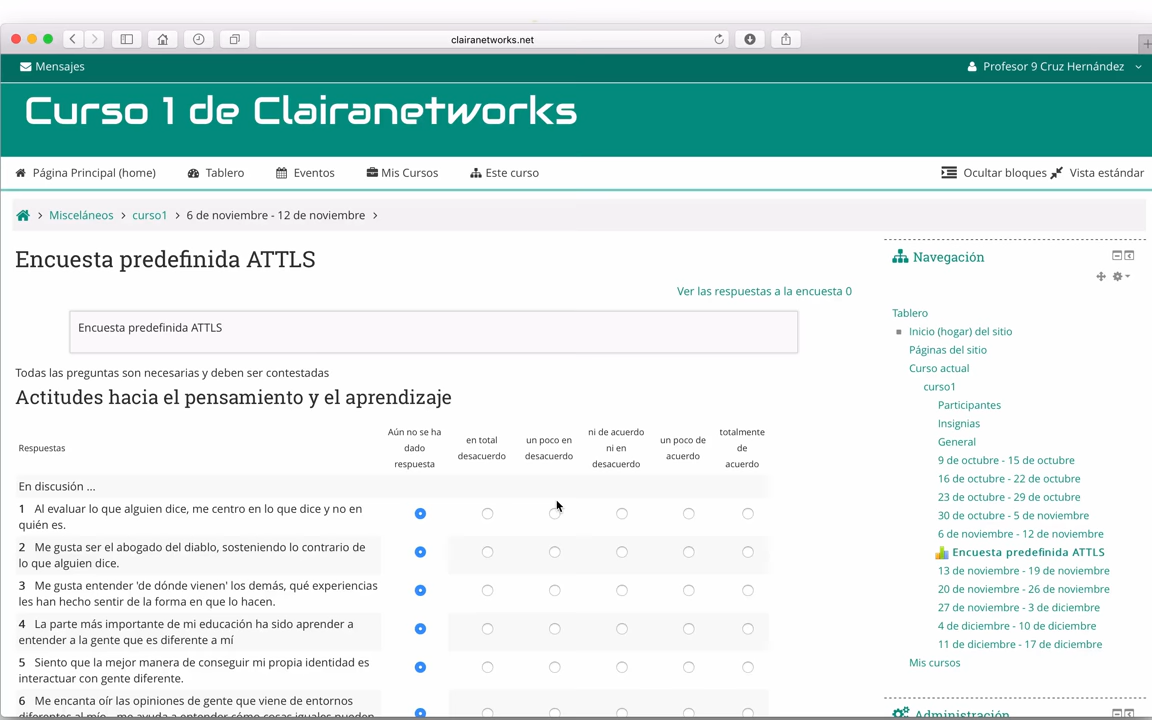 clairanetworks.net
Mensajes
Profesor 9 Cruz Hernández
Curso 1 de Clairanetworks
Página Principal (home)
Tablero
Eventos
Mis Cursos
Este curso
Ocultar bloques
Vista estándar
Misceláneos
curso1
6 de noviembre - 12 de noviembre
Encuesta predefinida ATTLS
Ver las respuestas a la encuesta 0
Encuesta predefinida ATTLS
Todas las preguntas son necesarias y deben ser contestadas
Actitudes hacia el pensamiento y el aprendizaje
Respuestas
Aún no se ha
dado
respuesta
en total
desacuerdo
un poco en
desacuerdo
ni de acuerdo
ni en
desacuerdo
un poco de
acuerdo
totalmente
de
acuerdo
En discusión ...
1 Al evaluar lo que alguien dice, me centro en lo que dice y no en
quién es.
2 Me gusta ser el abogado del diablo, sosteniendo lo contrario de
lo que alguien dice.
3 Me gusta entender 'de dónde vienen' los demás, qué experiencias
les han hecho sentir de la forma en que lo hacen.
4 La parte más importante de mi educación ha sido aprender a
entender a la gente que es diferente a mí
5 Siento que la mejor manera de conseguir mi propia identidad es
interactuar con gente diferente.
6 Me encanta oír las opiniones de gente que viene de entornos
diferentes al mío - me ayuda a entender cómo cosas iguales pueden
Navegación
Tablero
Inicio (hogar) del sitio
Páginas del sitio
Curso actual
curso1
Participantes
Insignias
General
9 de octubre - 15 de octubre
16 de octubre - 22 de octubre
23 de octubre - 29 de octubre
30 de octubre - 5 de noviembre
6 de noviembre - 12 de noviembre
Encuesta predefinida ATTLS
13 de noviembre - 19 de noviembre
20 de noviembre - 26 de noviembre
27 de noviembre - 3 de diciembre
4 de diciembre - 10 de diciembre
11 de diciembre - 17 de diciembre
Mis cursos
Administración